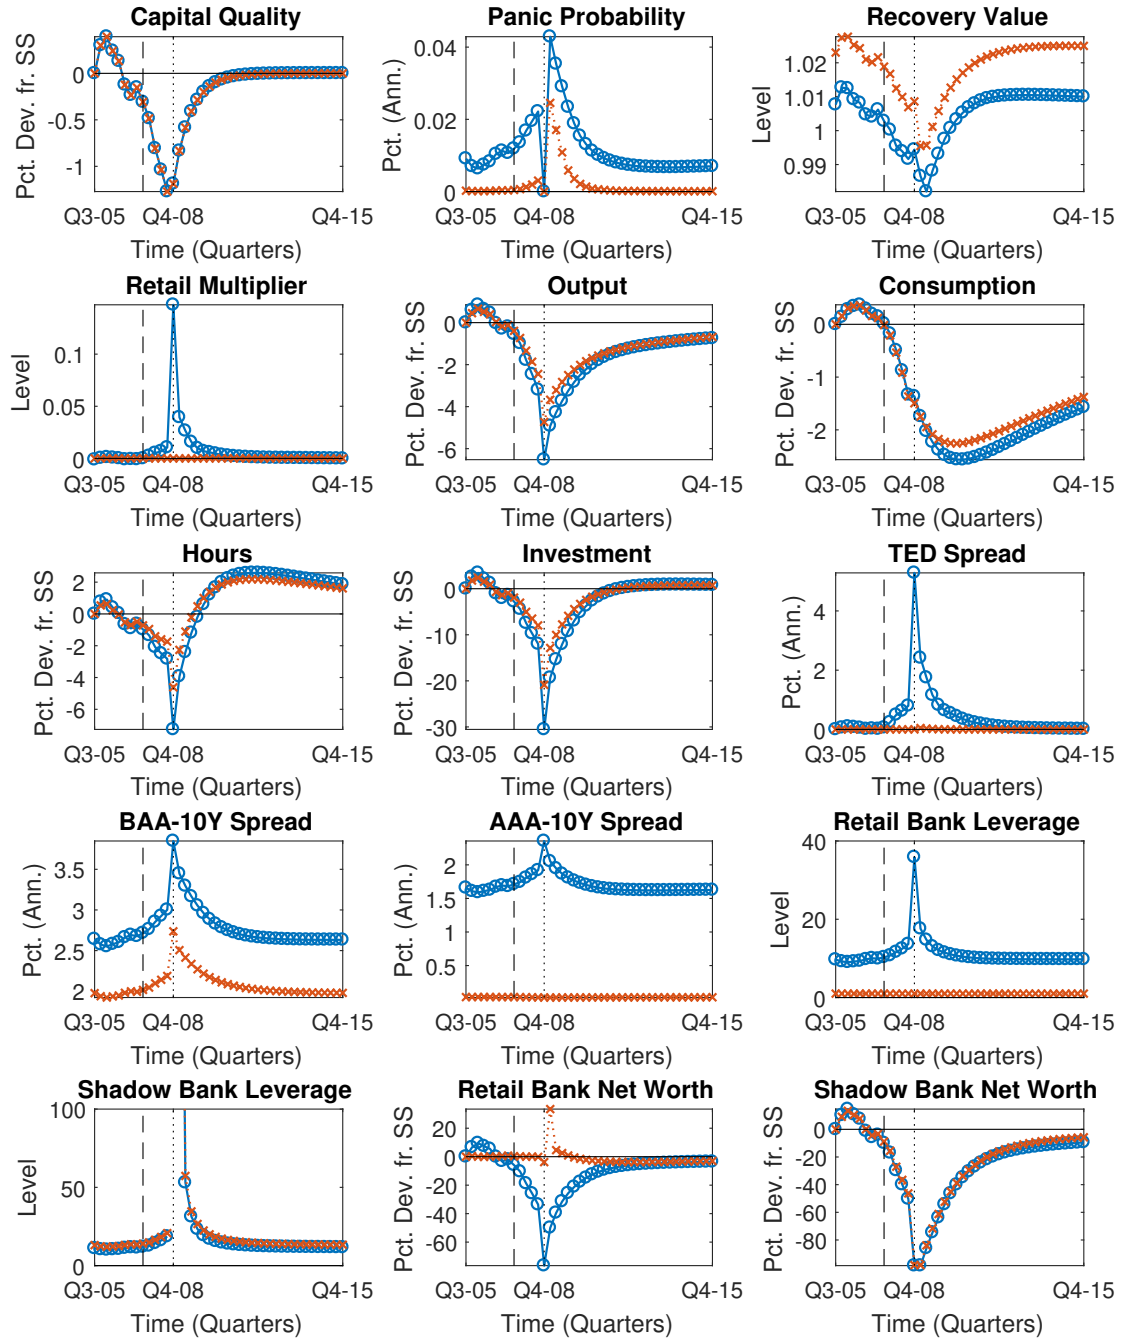 Capital Quality
Pct. Dev. fr. SS
0
-0.5
-1
Q3-05 Q4-08 Q4-15
Time (Quarters)
Panic Probability
Pct. (Ann.)
0.04
0.02
0
Q3-05 Q4-08 Q4-15
Time (Quarters)
Recovery Value
Level
1.02
1.01
1
0.99
Q3-05 Q4-08 Q4-15
Time (Quarters)
Retail Multiplier
Level
0.1
0.05
0
Q3-05 Q4-08 Q4-15
Time (Quarters)
Output
Pct. Dev. fr. SS
0
-2
-4
-6
Q3-05 Q4-08 Q4-15
Time (Quarters)
Consumption
Pct. Dev. fr. SS
0
-1
-2
Q3-05 Q4-08 Q4-15
Time (Quarters)
Hours
Pct. Dev. fr. SS
2
0
-2
-4
-6
Q3-05 Q4-08 Q4-15
Time (Quarters)
Investment
Pct. Dev. fr. SS
0
-10
-20
-30
Q3-05 Q4-08 Q4-15
Time (Quarters)
TED Spread
Pct. (Ann.)
4
2
0
Q3-05 Q4-08 Q4-15
Time (Quarters)
BAA-10Y Spread
Pct. (Ann.)
3.5
3
2.5
2
Q3-05 Q4-08 Q4-15
Time (Quarters)
AAA-10Y Spread
Pct. (Ann.)
2
1.5
1
0.5
Q3-05 Q4-08 Q4-15
Time (Quarters)
Retail Bank Leverage
Level
40
20
0
Q3-05 Q4-08 Q4-15
Time (Quarters)
Shadow Bank Leverage
Level
100
50
0
Q3-05 Q4-08 Q4-15
Time (Quarters)
Retail Bank Net Worth
Pct. Dev. fr. SS
20
0
-20
-40
-60
Q3-05 Q4-08 Q4-15
Time (Quarters)
Shadow Bank Net Worth
Pct. Dev. fr. SS
0
-20
-40
-60
-80
Q3-05 Q4-08 Q4-15
Time (Quarters)